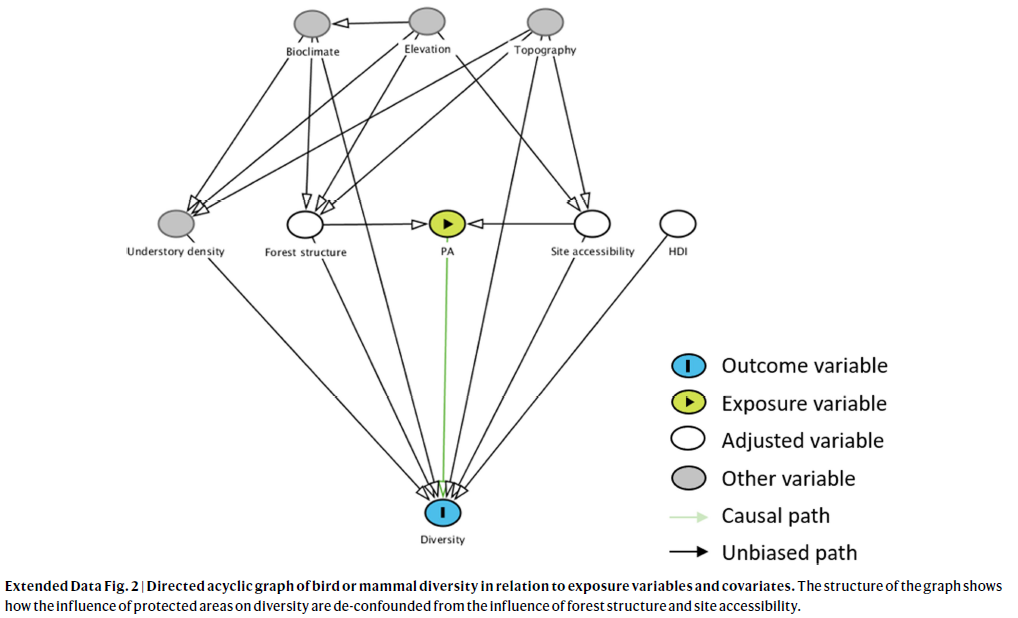 Bioclimate
Elevation
Topography
Understory density
Forest structure
PA
Site accessibility
HDI
Diversity
Outcome variable
Exposure variable
Adjusted variable
Other variable
Causal path
Unbiased path
Extended Data Fig. 2 | Directed acyclic graph of bird or mammal diversity in relation to exposure variables and covariates. The structure of the graph shows
how the influence of protected areas on diversity are de-confounded from the influence of forest structure and site accessibility.